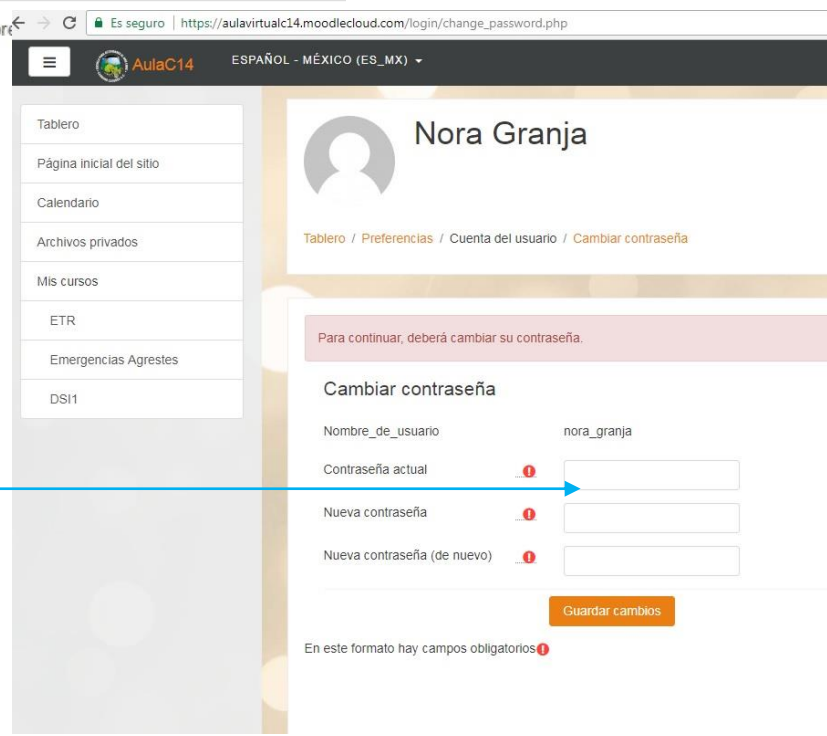 Es seguro | https://aulavirtualc14.moodlecloud.com/login/change_password.php
AulaC14 ESPAÑOL - MÉXICO (ES_MX)
Tablero
Página inicial del sitio
Calendario
Archivos privados
Mis cursos
ETR
Emergencias Agrestes
DSI1
Nora Granja
Tablero / Preferencias / Cuenta del usuario / Cambiar contraseña
Para continuar, deberá cambiar su contraseña.
Cambiar contraseña
Nombre_de_usuario nora_granja
Contraseña actual
Nueva contraseña
Nueva contraseña (de nuevo)
Guardar cambios
En este formato hay campos obligatorios